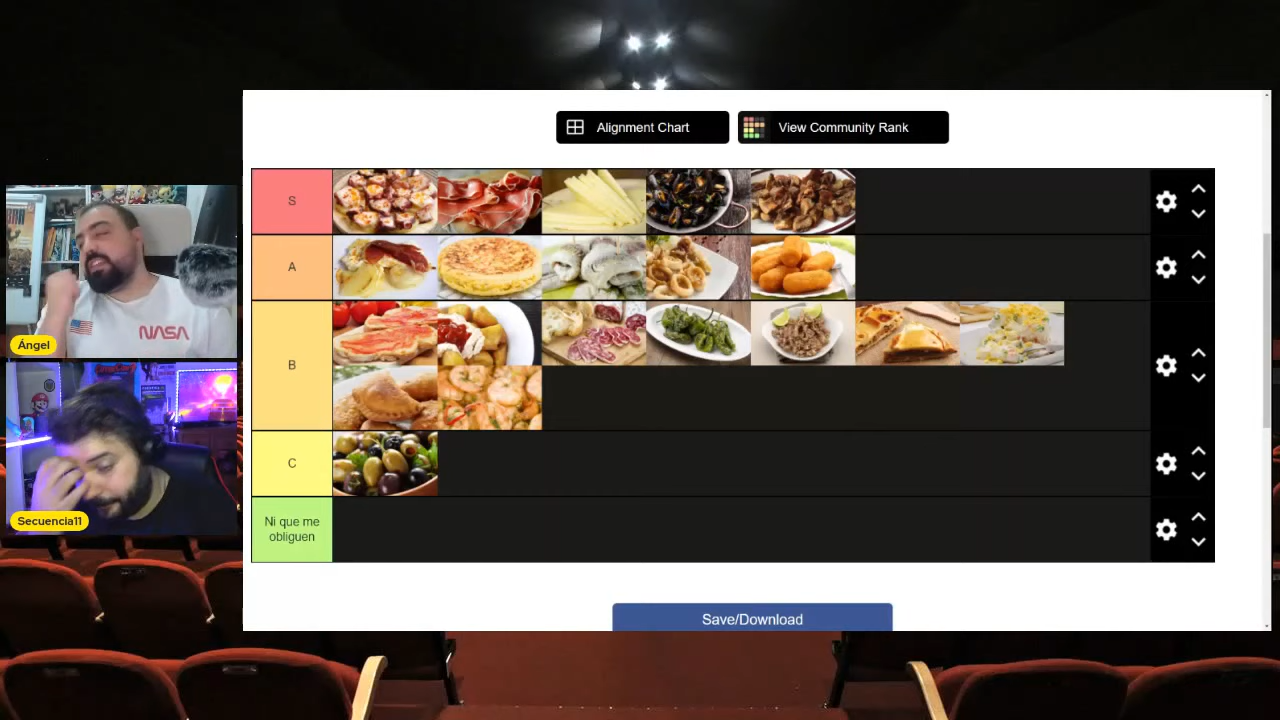 Alignment Chart
View Community Rank
S
A
B
C
Ni que me
obliguen
Save/Download
NASA
Ángel
Secuencia11